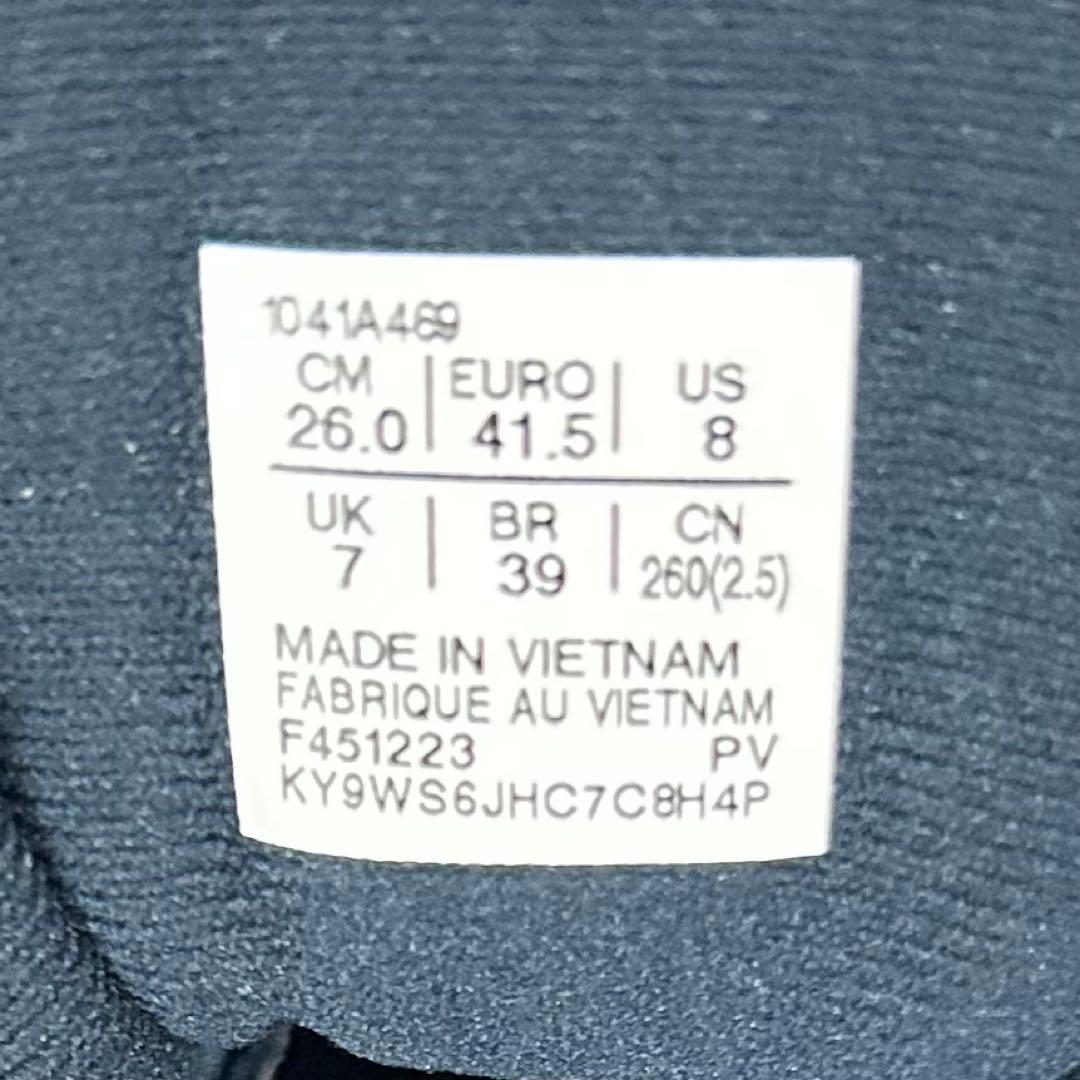 1041A469
CM | EURO | US
26.0 | 41.5 | 8
UK | BR | CN
7 | 39 | 260(2.5)
MADE IN VIETNAM
FABRIQUE AU VIETNAM
F451223 PV
KY9WS6JHC7C8H4P